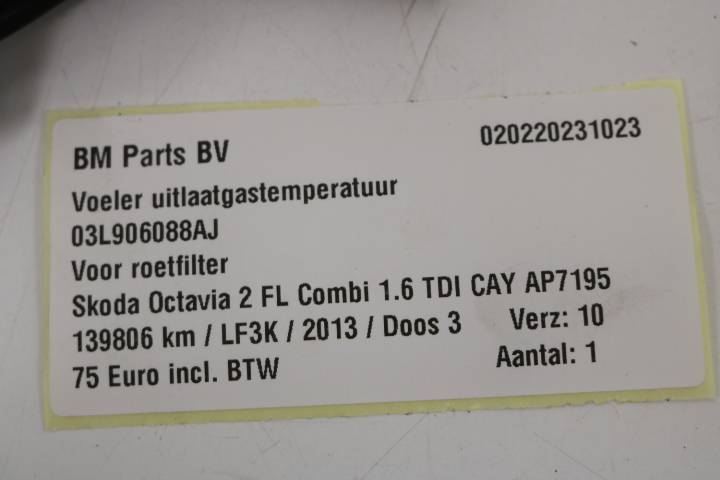 BM Parts BV 020220231023
Voeler uitlaatgastemperatuur
03L906088AJ
Voor roetfilter
Skoda Octavia 2 FL Combi 1.6 TDI CAY AP7195
139806 km / LF3K / 2013 / Doos 3 Verz: 10
75 Euro incl. BTW Aantal: 1